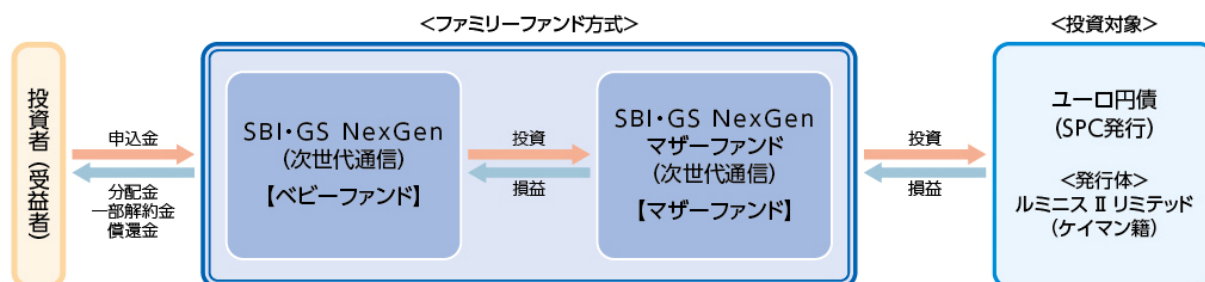 <ファミリーファンド方式>
<投資対象>
投資者（受益者）
申込金
分配金
一部解約金
償還金
SBI・GS NexGen
(次世代通信)
【ベビーファンド】
投資
損益
SBI・GS NexGen
マザーファンド
(次世代通信)
【マザーファンド】
投資
損益
ユーロ円債
(SPC発行)
<発行体>
ルミニス Ⅱ リミテッド
(ケイマン籍)